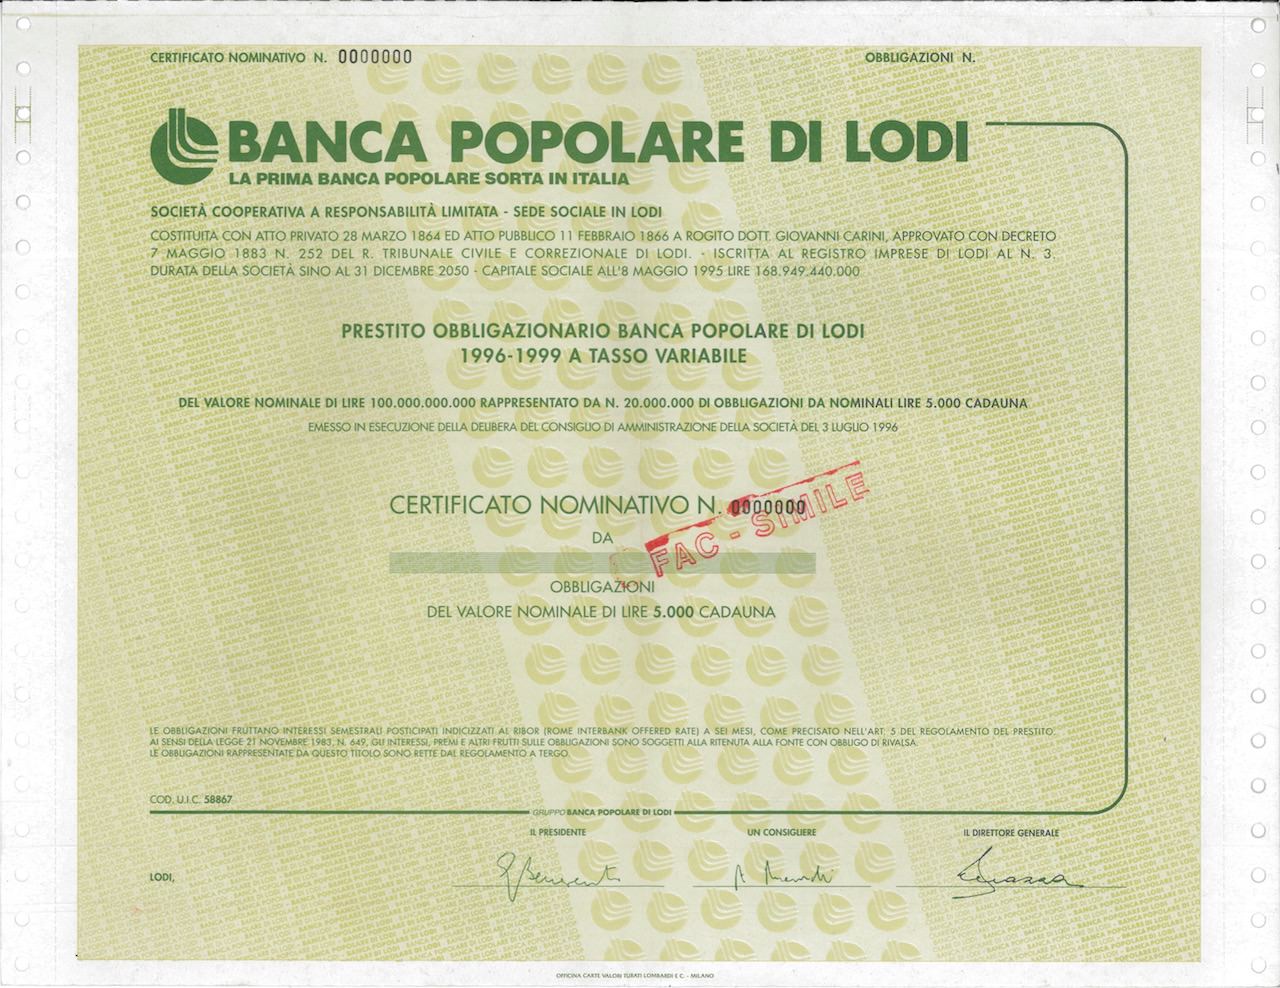 CERTIFICATO NOMINATIVO N. 0000000
OBBLIGAZIONI N.
BANCA POPOLARE DI LODI
LA PRIMA BANCA POPOLARE SORTA IN ITALIA
SOCIETÀ COOPERATIVA A RESPONSABILITÀ LIMITATA - SEDE SOCIALE IN LODI
COSTITUITA CON ATTO PRIVATO 28 MARZO 1864 ED ATTO PUBBLICO 11 FEBBRAIO 1866 A ROGITO DOTT. GIOVANNI CARINI, APPROVATO CON DECRETO
7 MAGGIO 1883 N. 252 DEL R. TRIBUNALE CIVILE E CORREZIONALE DI LODI. - ISCRITTA AL REGISTRO IMPRESE DI LODI AL N. 3.
DURATA DELLA SOCIETÀ SINO AL 31 DICEMBRE 2050 - CAPITALE SOCIALE ALL'8 MAGGIO 1995 LIRE 168.949.440.000
PRESTITO OBBLIGAZIONARIO BANCA POPOLARE DI LODI
1996-1999 A TASSO VARIABILE
DEL VALORE NOMINALE DI LIRE 100.000.000.000 RAPPRESENTATO DA N. 20.000.000 DI OBBLIGAZIONI DA NOMINALI LIRE 5.000 CADAUNA
EMESSO IN ESECUZIONE DELLA DELIBERA DEL CONSIGLIO DI AMMINISTRAZIONE DELLA SOCIETÀ DEL 3 LUGLIO 1996
CERTIFICATO NOMINATIVO N. 0000000
FAC - SIMILE
DA
OBBLIGAZIONI
DEL VALORE NOMINALE DI LIRE 5.000 CADAUNA
LE OBBLIGAZIONI FRUTTANO INTERESSI SEMESTRALI POSTICIPATI INDICIZZATI AL RIBOR (ROME INTERBANK OFFERED RATE) A SEI MESI, COME PRECISATO NELL'ART. 5 DEL REGOLAMENTO DEL PRESTITO.
AI SENSI DELLA LEGGE 21 NOVEMBRE 1983, N. 649, GLI INTERESSI, PREMI E ALTRI FRUTTI SULLE OBBLIGAZIONI SONO SOGGETTI ALLA RITENUTA ALLA FONTE CON OBBLIGO DI RIVALSA.
LE OBBLIGAZIONI RAPPRESENTATE DA QUESTO TITOLO SONO RETTE DAL REGOLAMENTO A TERGO.
COD. U.I.C. 58867
GRUPPO BANCA POPOLARE DI LODI
IL PRESIDENTE
UN CONSIGLIERE
IL DIRETTORE GENERALE
LODI,
OFFICINA CARTE VALORI TURATI LOMBARDI E C. - MILANO